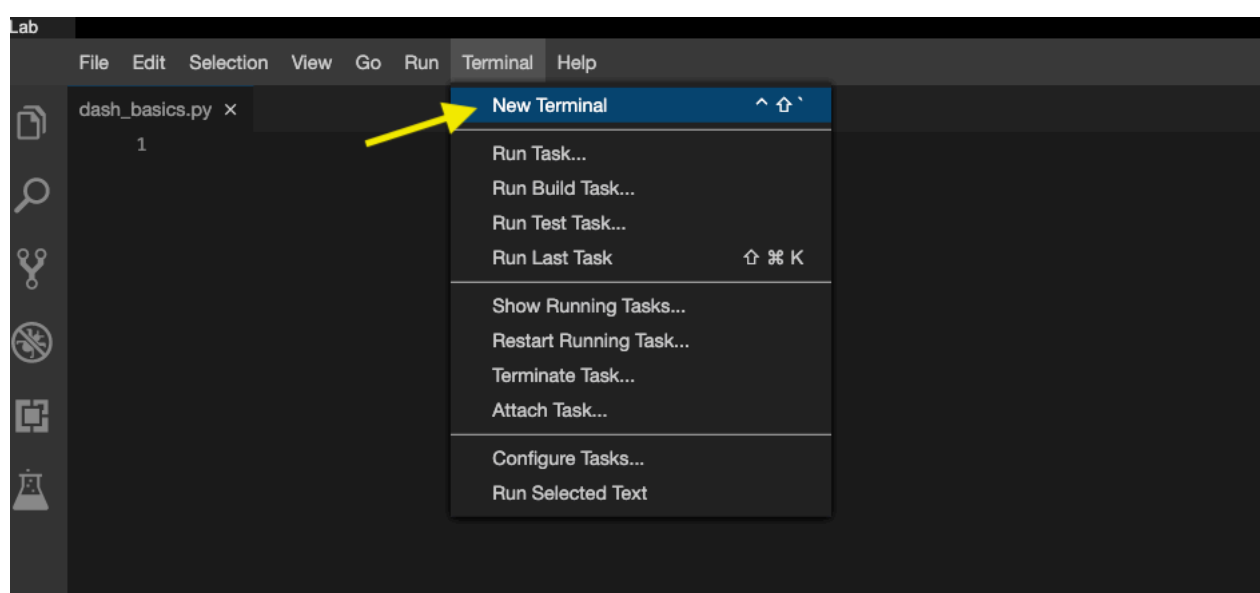 Lab
File Edit Selection View Go Run Terminal Help
dash_basics.py ×
1
New Terminal ^ ⇧ `
Run Task...
Run Build Task...
Run Test Task...
Run Last Task ⇧ ⌘ K
Show Running Tasks...
Restart Running Task...
Terminate Task...
Attach Task...
Configure Tasks...
Run Selected Text